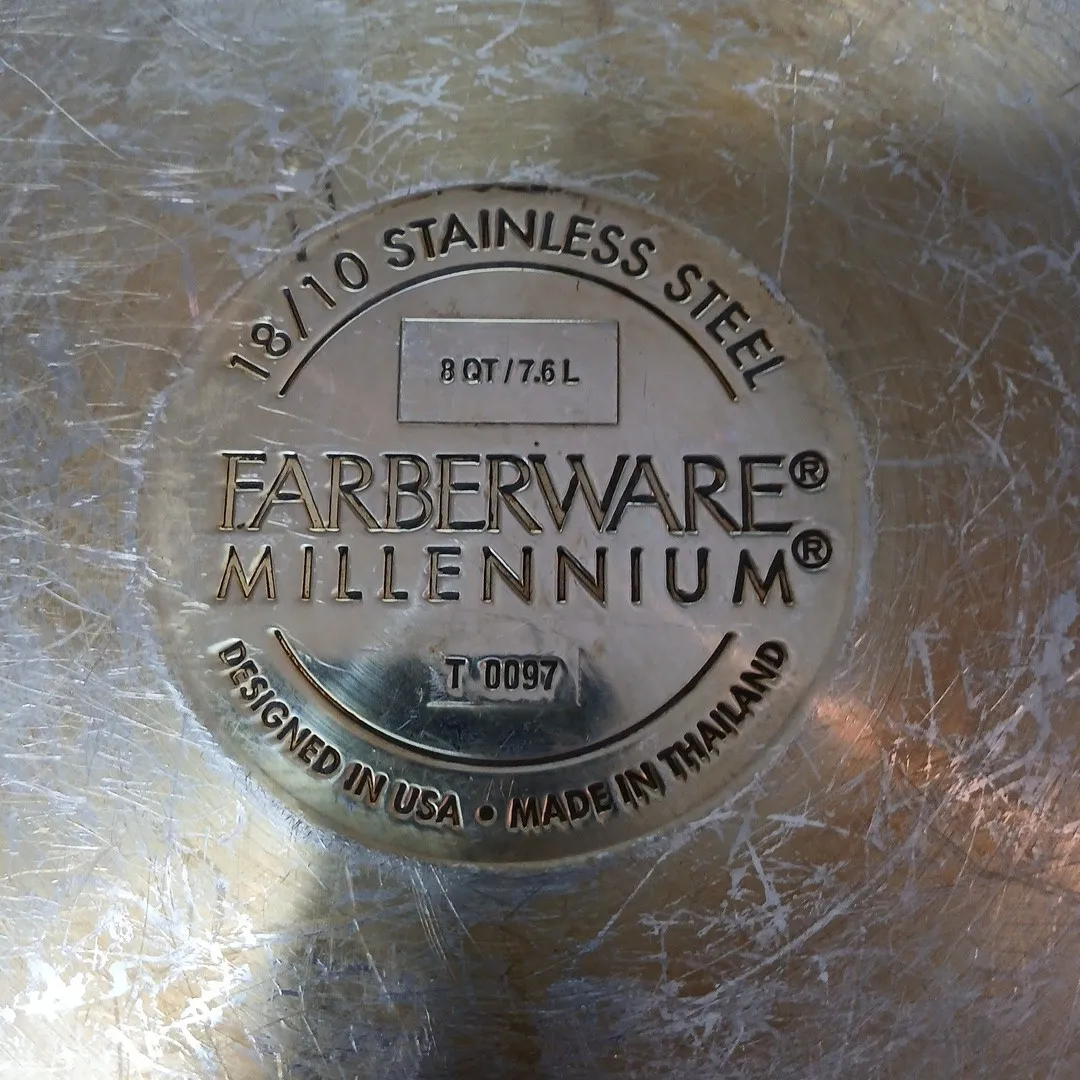 18/10 STAINLESS STEEL
8 QT / 7.6 L
FARBERWARE®
MILLENNIUM®
T 0097
DESIGNED IN USA • MADE IN THAILAND